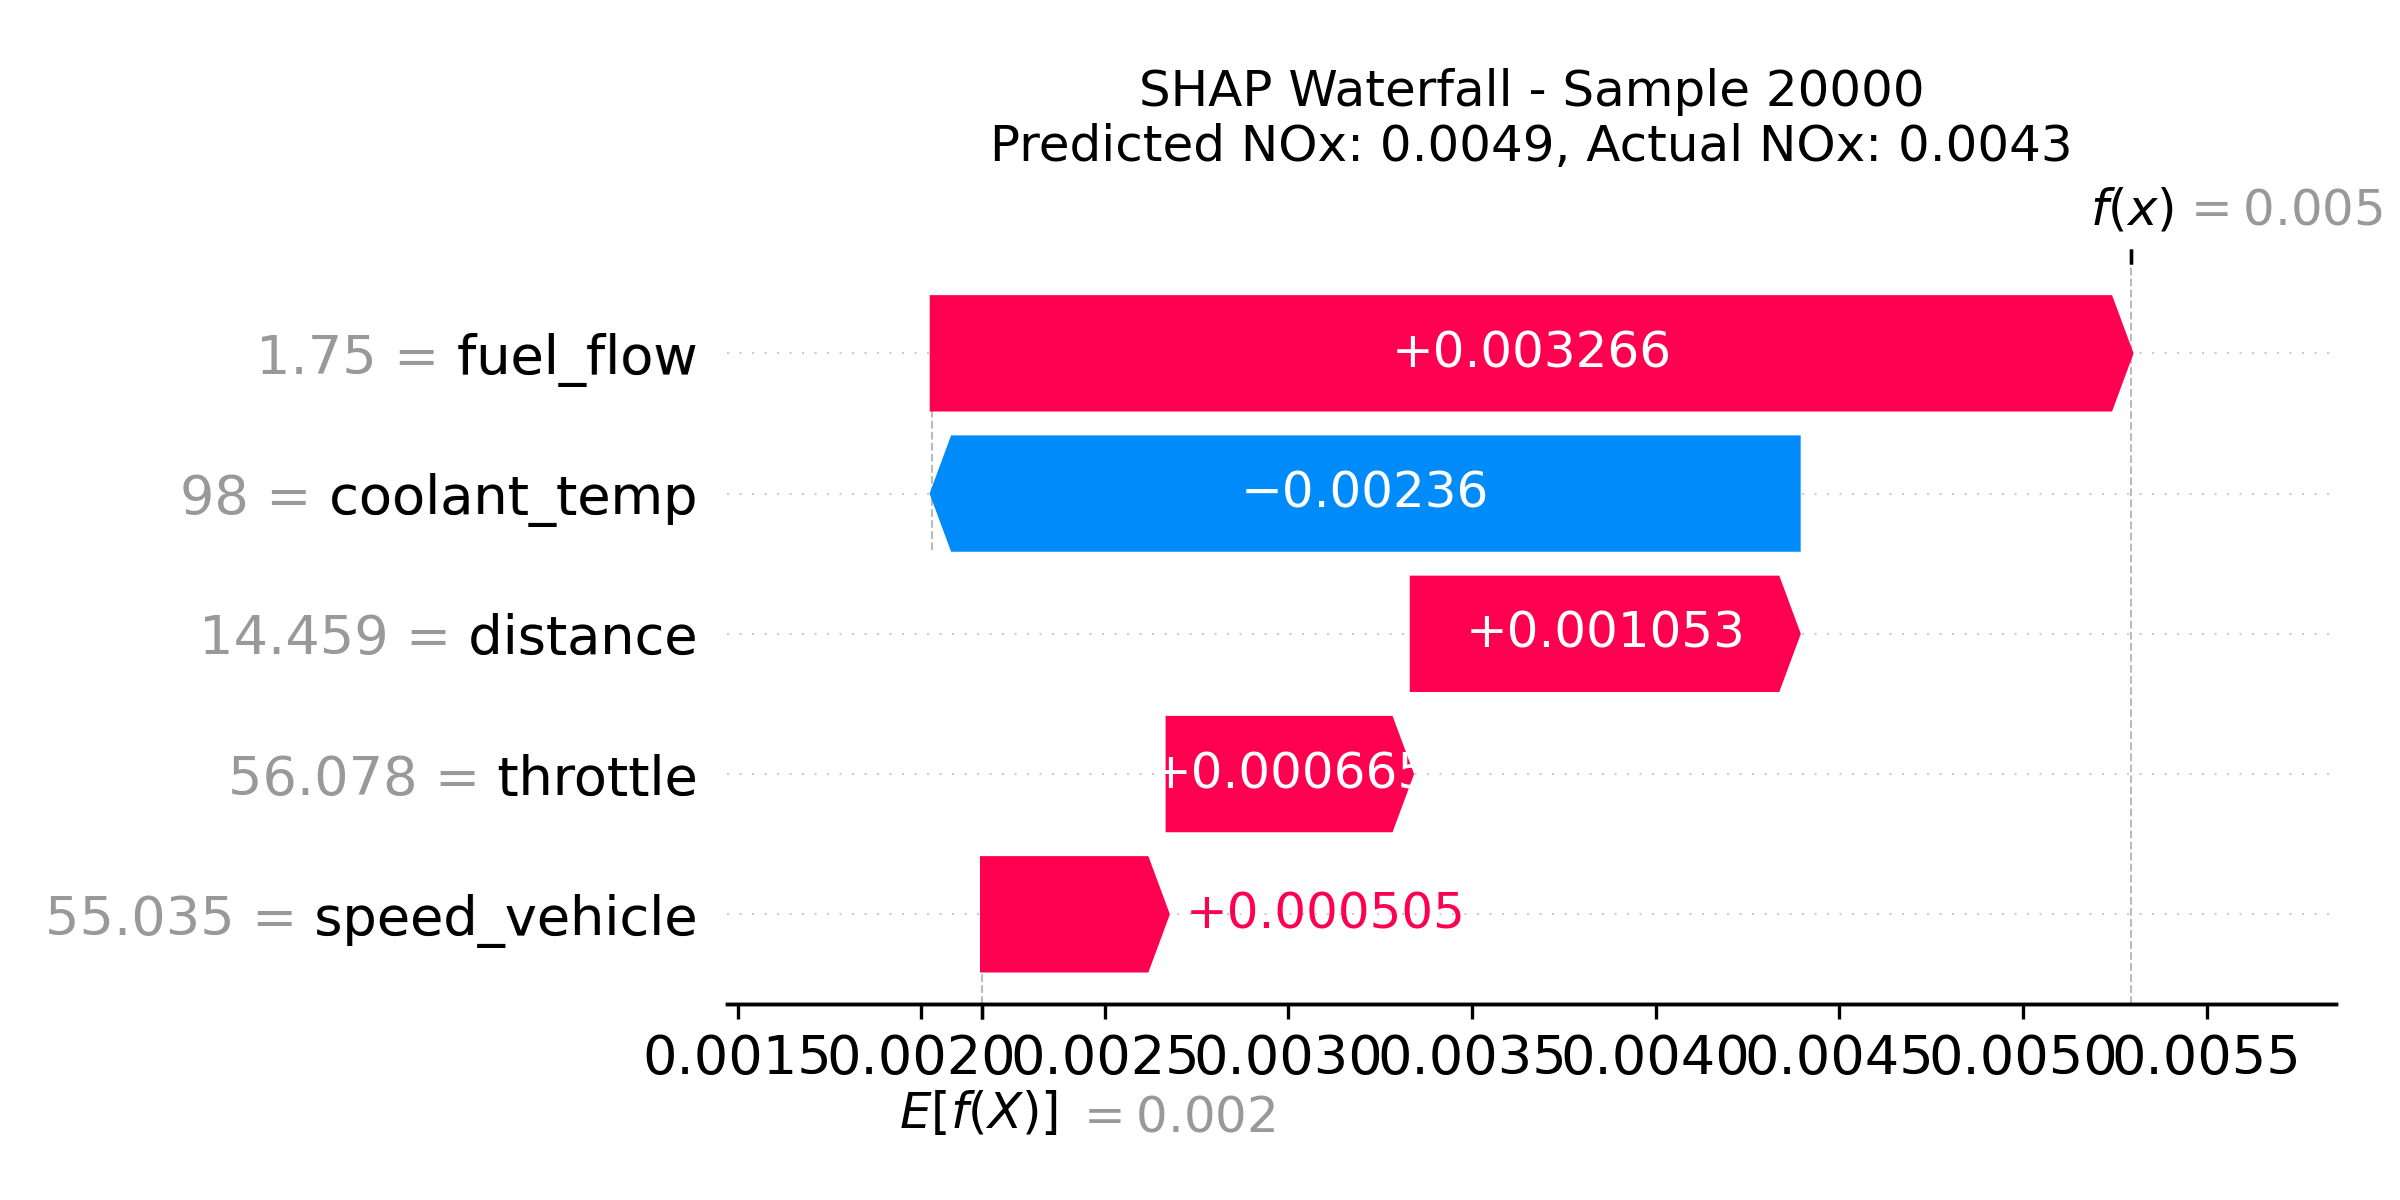 SHAP Waterfall - Sample 20000
Predicted NOx: 0.0049, Actual NOx: 0.0043
f(x) = 0.005
1.75 = fuel_flow
+0.003266
98 = coolant_temp
−0.00236
14.459 = distance
+0.001053
56.078 = throttle
+0.000665
55.035 = speed_vehicle
+0.000505
0.0015 0.0020 0.0025 0.0030 0.0035 0.0040 0.0045 0.0050 0.0055
E[f(X)] = 0.002